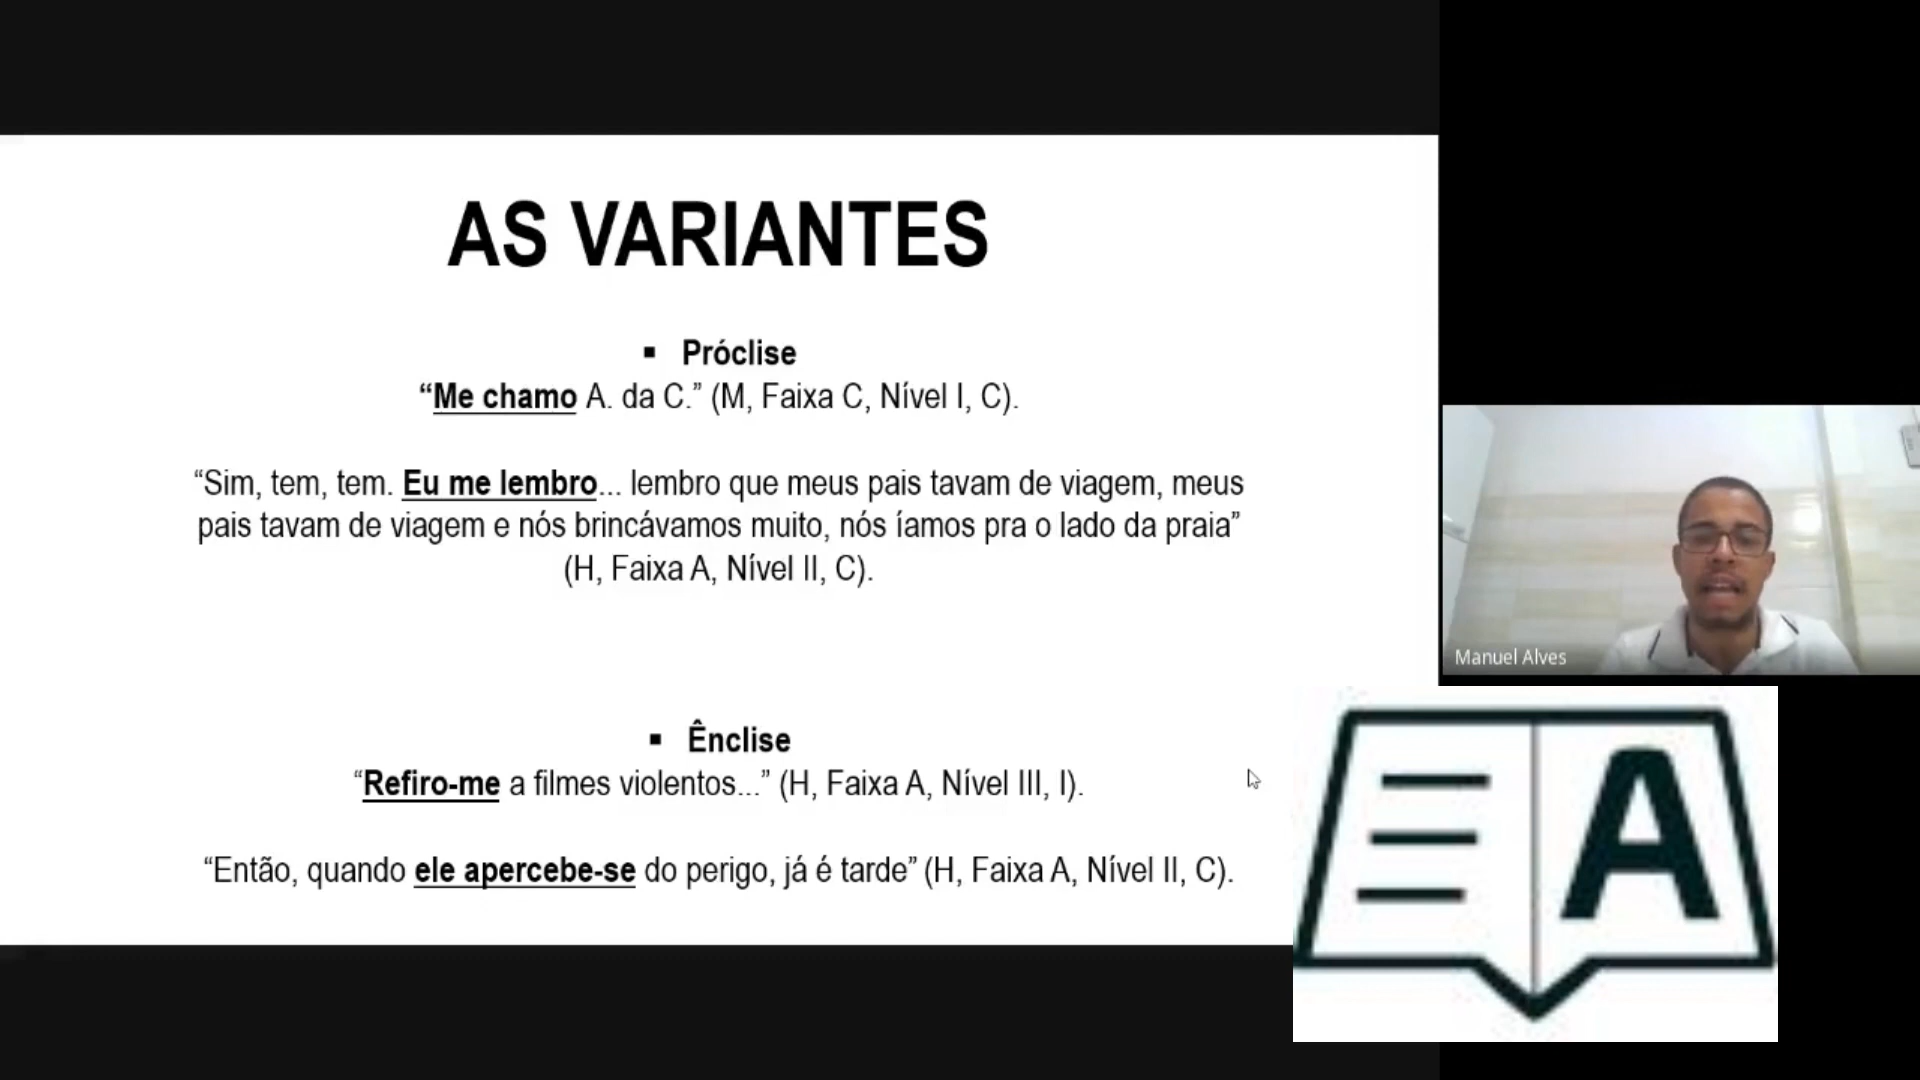 AS VARIANTES
▪ Próclise
“Me chamo A. da C.” (M, Faixa C, Nível I, C).
“Sim, tem, tem. Eu me lembro... lembro que meus pais tavam de viagem, meus
pais tavam de viagem e nós brincávamos muito, nós íamos pra o lado da praia”
(H, Faixa A, Nível II, C).
▪ Ênclise
“Refiro-me a filmes violentos...” (H, Faixa A, Nível III, I).
“Então, quando ele apercebe-se do perigo, já é tarde” (H, Faixa A, Nível II, C).
Manuel Alves
A